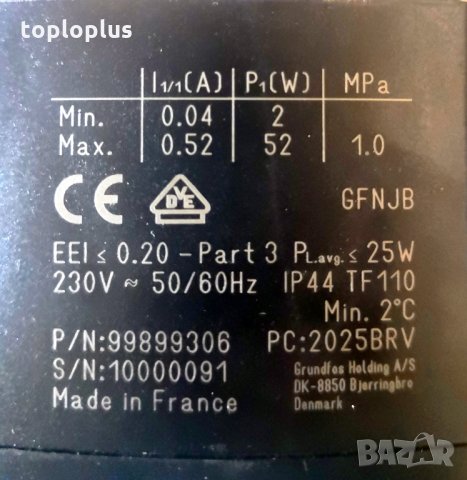 toploplus
I1/1(A) P1(W) MPa
Min. 0.04 2
Max. 0.52 52 1.0
CE VDE GFNJB
EEI ≤ 0.20 – Part 3 PL.avg. ≤ 25W
230V ~ 50/60Hz IP44 TF110
Min. 2°C
P/N:99899306 PC:2025BRV
S/N:10000091 Grundfos Holding A/S
DK-8850 Bjerringbro
Made in France Denmark
BAZAR